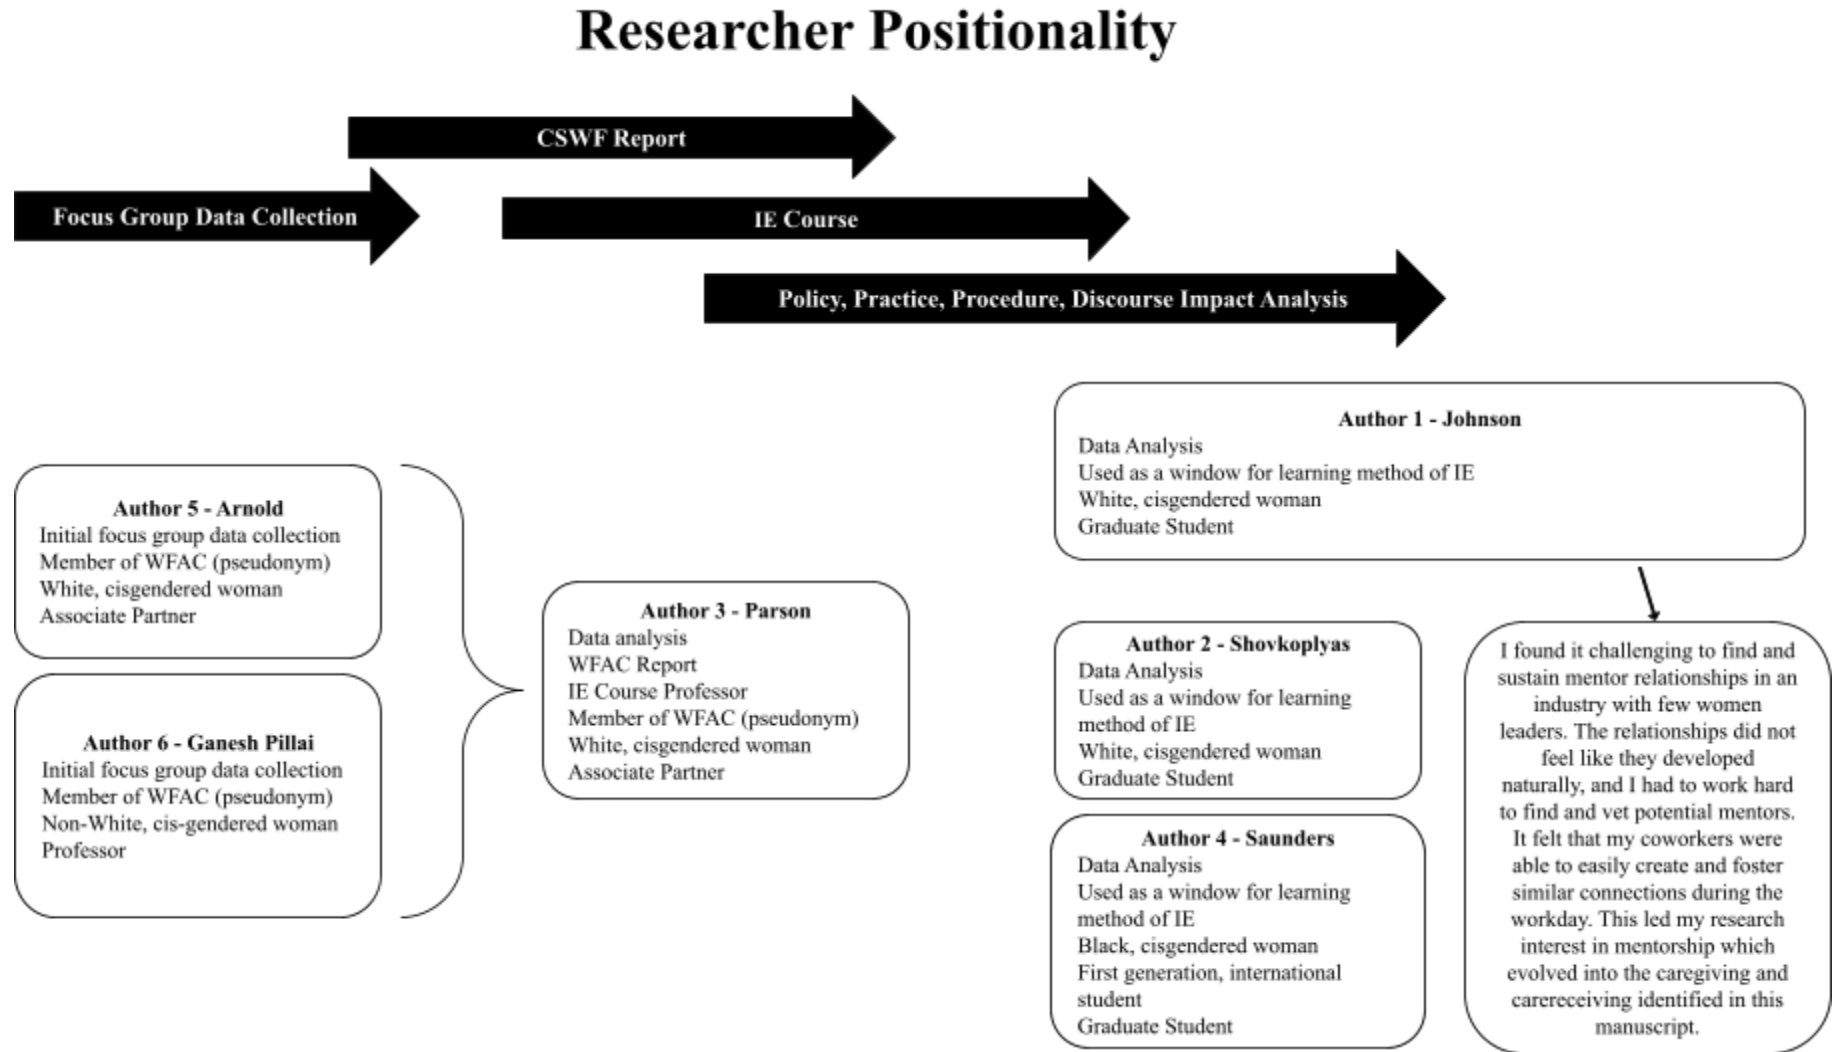 Researcher Positionality
CSWF Report
Focus Group Data Collection
IE Course
Policy, Practice, Procedure, Discourse Impact Analysis
Author 5 - Arnold
Initial focus group data collection
Member of WFAC (pseudonym)
White, cisgendered woman
Associate Partner
Author 6 - Ganesh Pillai
Initial focus group data collection
Member of WFAC (pseudonym)
Non-White, cis-gendered woman
Professor
Author 3 - Parson
Data analysis
WFAC Report
IE Course Professor
Member of WFAC (pseudonym)
White, cisgendered woman
Associate Partner
Author 1 - Johnson
Data Analysis
Used as a window for learning method of IE
White, cisgendered woman
Graduate Student
Author 2 - Shovkoplyas
Data Analysis
Used as a window for learning
method of IE
White, cisgendered woman
Graduate Student
Author 4 - Saunders
Data Analysis
Used as a window for learning
method of IE
Black, cisgendered woman
First generation, international
student
Graduate Student
I found it challenging to find and
sustain mentor relationships in an
industry with few women
leaders. The relationships did not
feel like they developed
naturally, and I had to work hard
to find and vet potential mentors.
It felt that my coworkers were
able to easily create and foster
similar connections during the
workday. This led my research
interest in mentorship which
evolved into the caregiving and
carereceiving identified in this
manuscript.